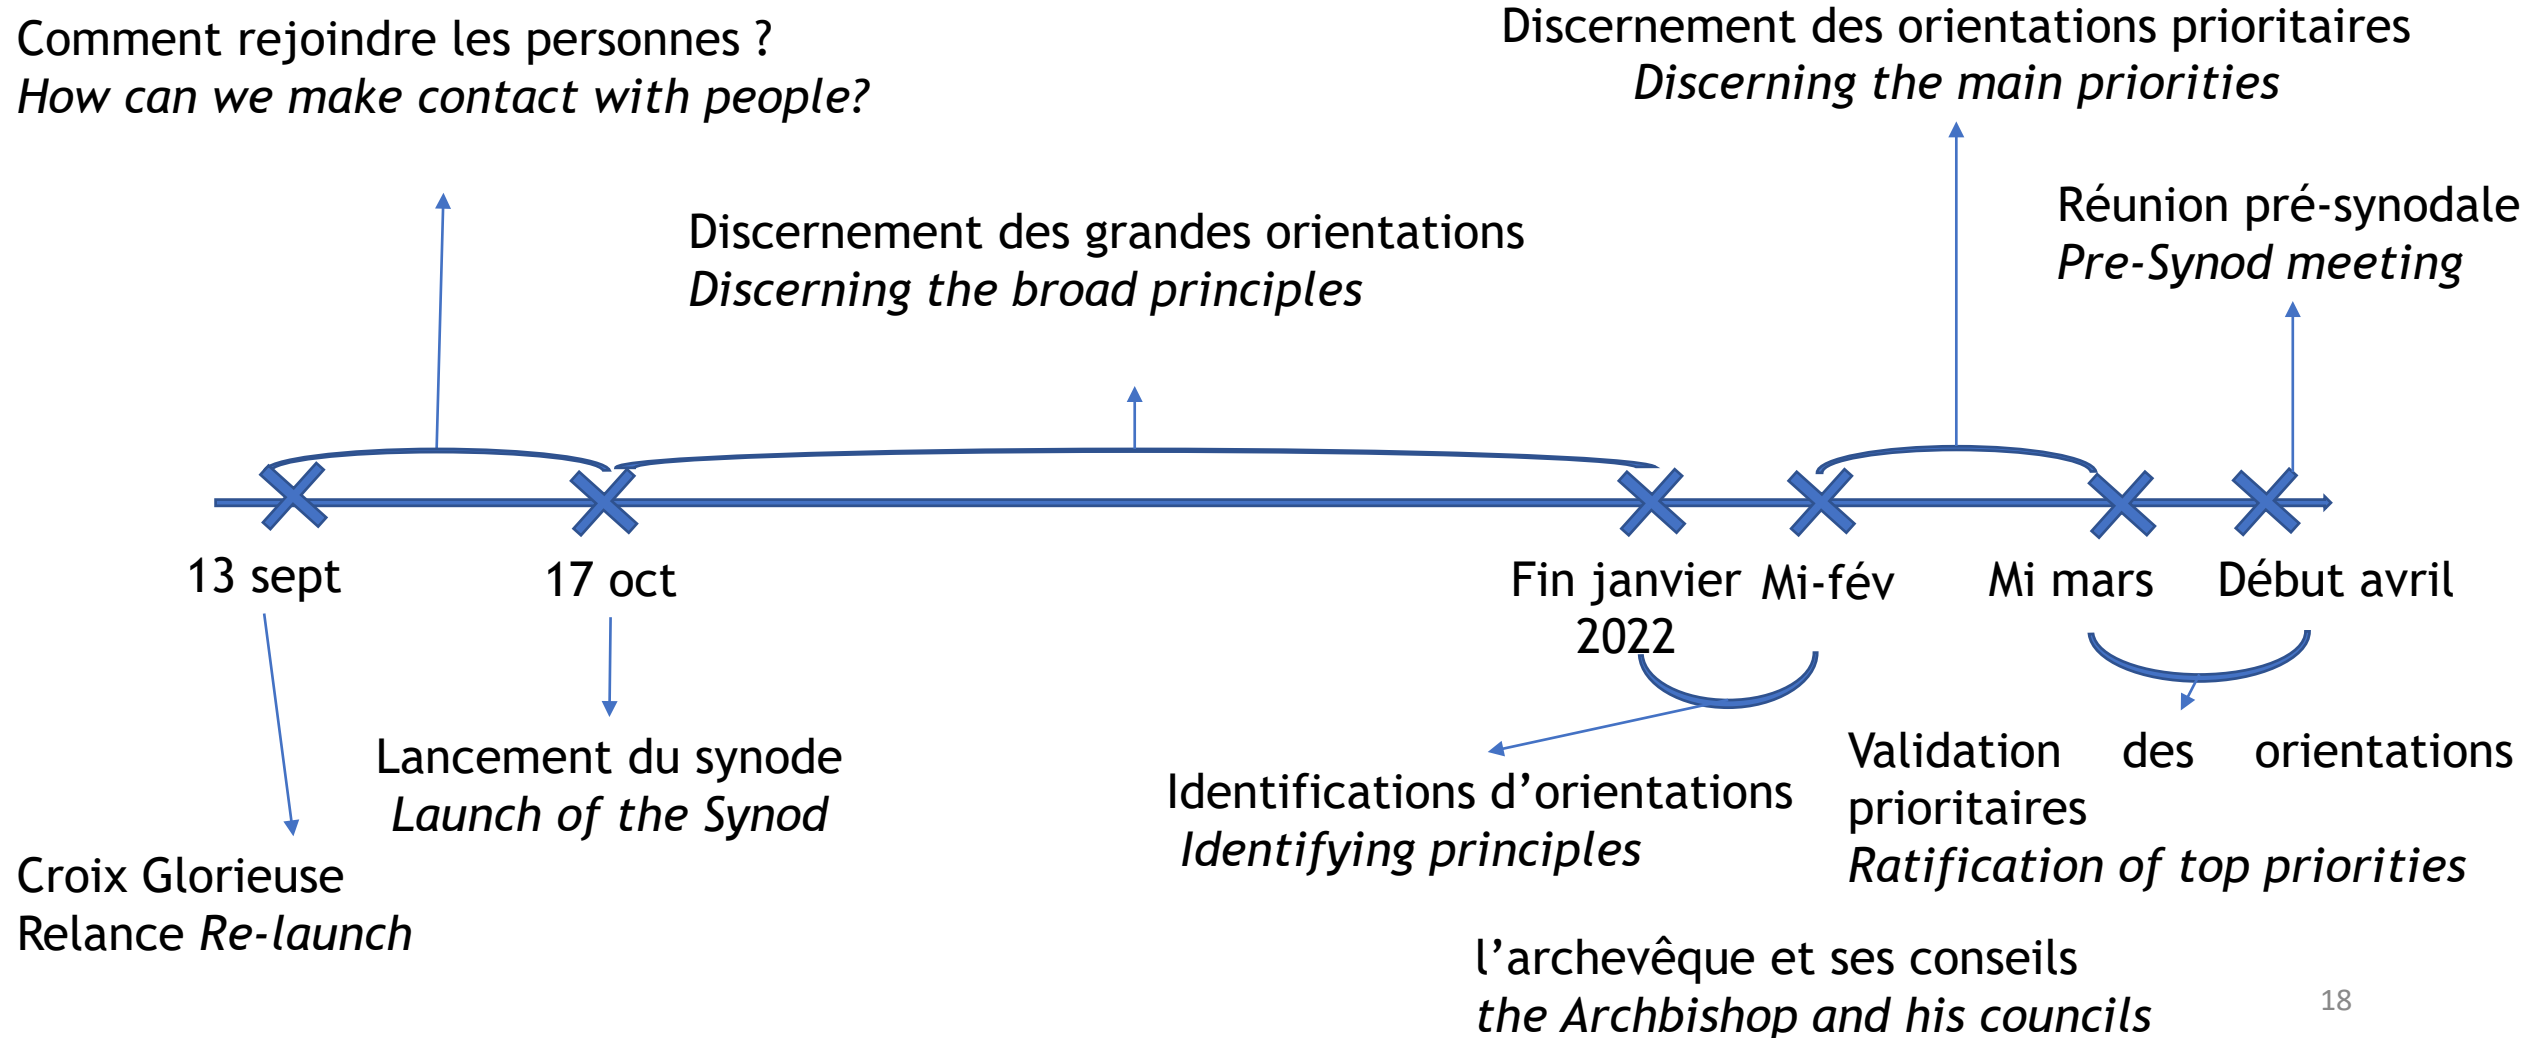 Comment rejoindre les personnes ?
How can we make contact with people?
Discernement des orientations prioritaires
Discerning the main priorities
Réunion pré-synodale
Pre-Synod meeting
Discernement des grandes orientations
Discerning the broad principles
13 sept
17 oct
Fin janvier
2022
Mi-fév
Mi mars
Début avril
Lancement du synode
Launch of the Synod
Croix Glorieuse
Relance Re-launch
Identifications d’orientations
Identifying principles
Validation des orientations
prioritaires
Ratification of top priorities
l’archevêque et ses conseils
the Archbishop and his councils
18